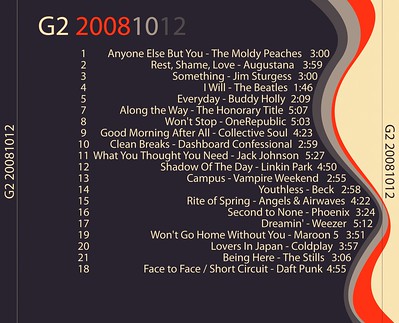 G2 20081012
1 Anyone Else But You - The Moldy Peaches 3:00
2 Rest, Shame, Love - Augustana 3:59
3 Something - Jim Sturgess 3:00
4 I Will - The Beatles 1:46
5 Everyday - Buddy Holly 2:09
7 Along the Way - The Honorary Title 5:07
8 Won't Stop - OneRepublic 5:03
9 Good Morning After All - Collective Soul 4:23
10 Clean Breaks - Dashboard Confessional 2:59
11 What You Thought You Need - Jack Johnson 5:27
12 Shadow Of The Day - Linkin Park 4:50
13 Campus - Vampire Weekend 2:55
14 Youthless - Beck 2:58
15 Rite of Spring - Angels & Airwaves 4:22
16 Second to None - Phoenix 3:24
17 Dreamin' - Weezer 5:12
19 Won't Go Home Without You - Maroon 5 3:51
20 Lovers In Japan - Coldplay 3:57
21 Being Here - The Stills 3:06
18 Face to Face / Short Circuit - Daft Punk 4:55
G2 20081012
G2 20081012